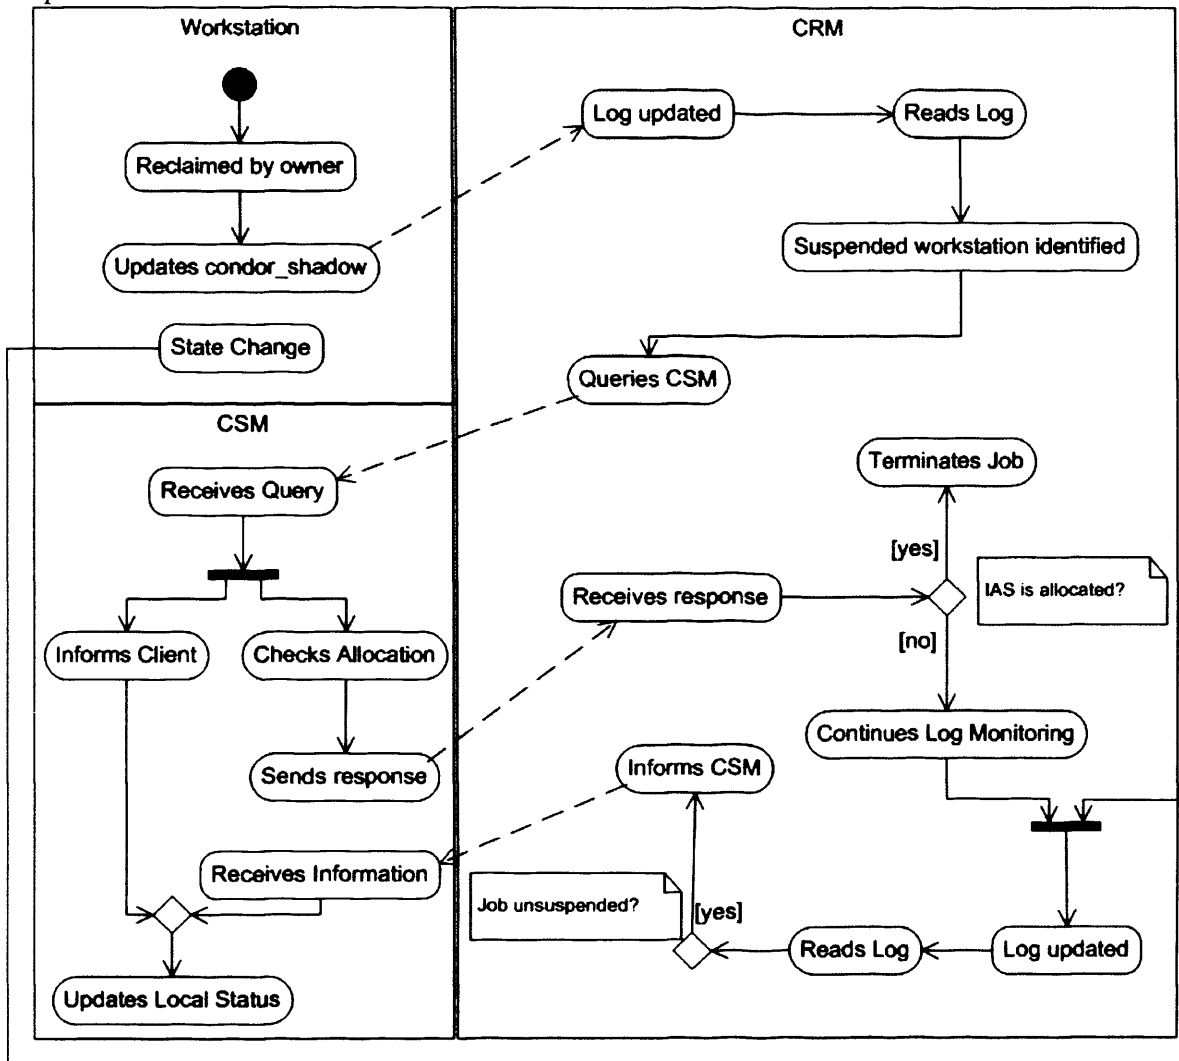 Workstation
Reclaimed by owner
Updates condor_shadow
State Change
CRM
Log updated
Reads Log
Suspended workstation identified
Queries CSM
CSM
Receives Query
Informs Client
Checks Allocation
Sends response
Receives Information
Updates Local Status
Terminates Job
[yes]
IAS is allocated?
Receives response
[no]
Continues Log Monitoring
Informs CSM
Job unsuspended?
[yes]
Reads Log
Log updated